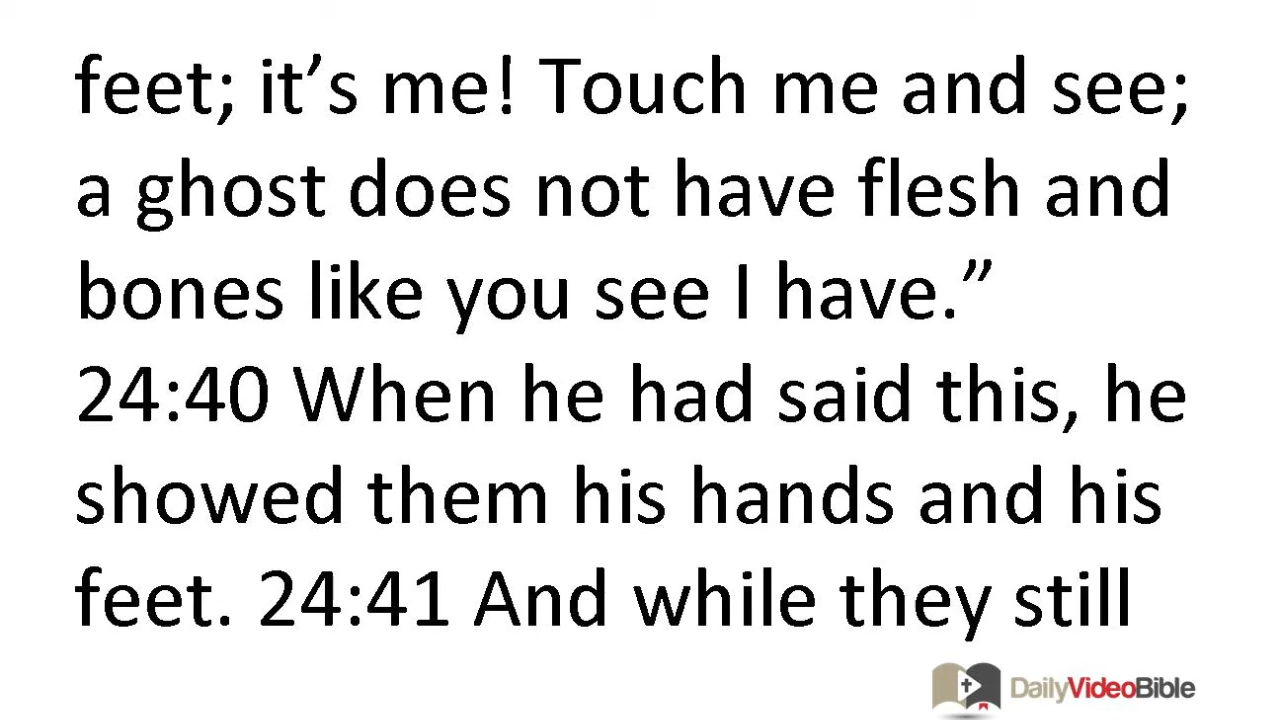 feet; it’s me! Touch me and see;
a ghost does not have flesh and
bones like you see I have.”
24:40 When he had said this, he
showed them his hands and his
feet. 24:41 And while they still
DailyVideoBible